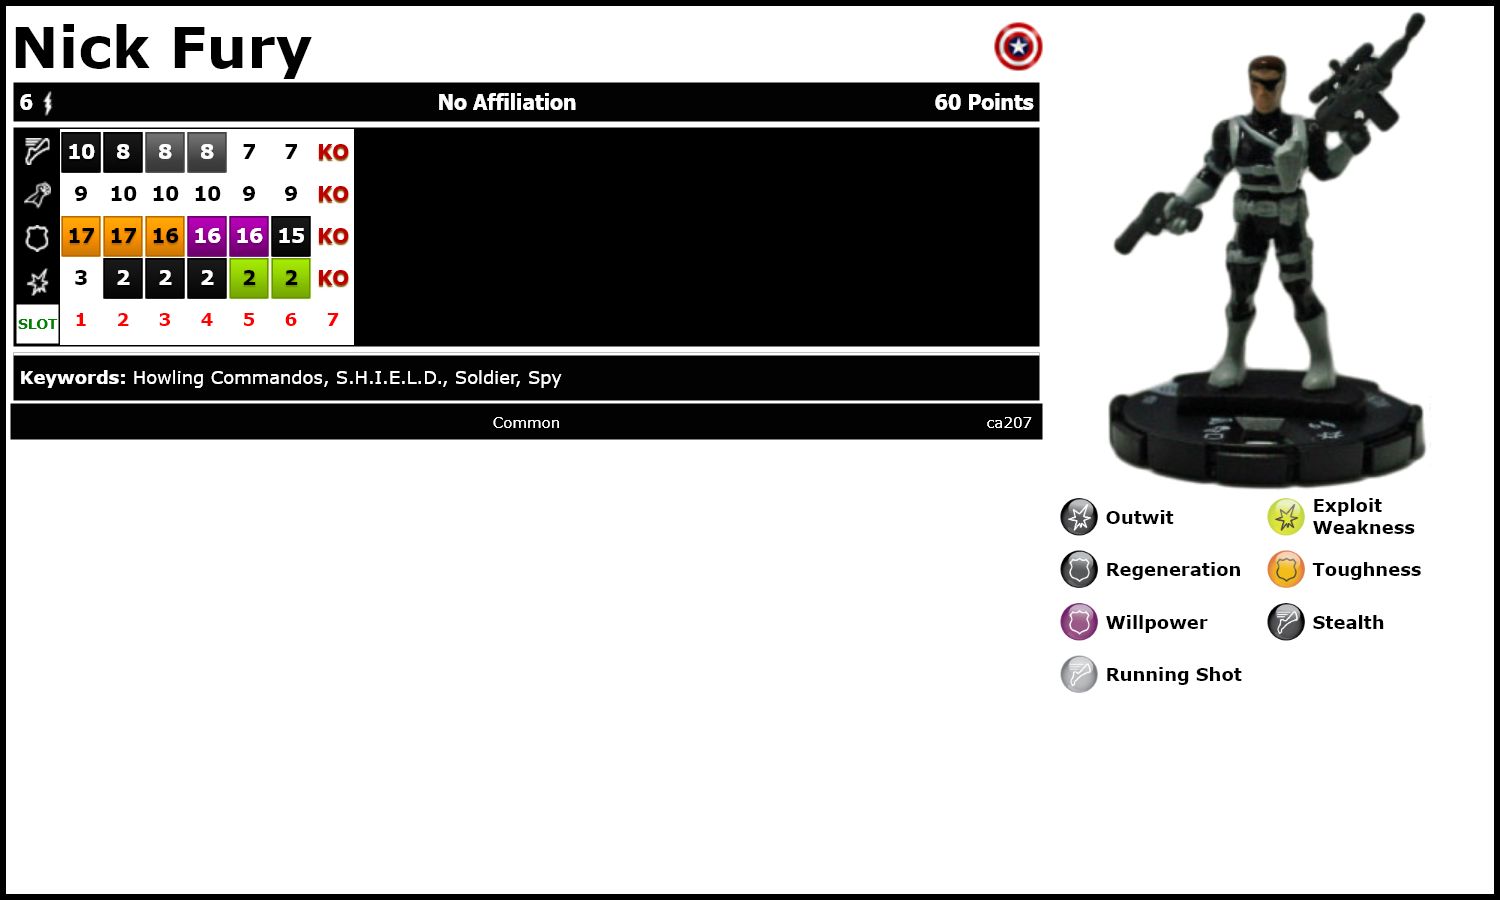 Nick Fury
6 No Affiliation 60 Points
10 8 8 8 7 7 KO
9 10 10 10 9 9 KO
17 17 16 16 16 15 KO
3 2 2 2 2 2 KO
SLOT 1 2 3 4 5 6 7
Keywords: Howling Commandos, S.H.I.E.L.D., Soldier, Spy
Common ca207
Outwit
Exploit
Weakness
Regeneration
Toughness
Willpower
Stealth
Running Shot